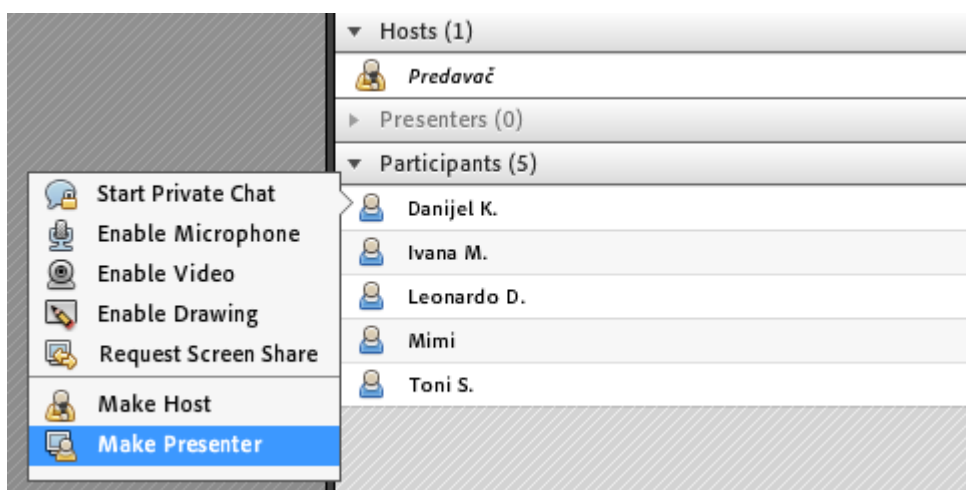 Hosts (1)
Predavač
Presenters (0)
Participants (5)
Danijel K.
Ivana M.
Leonardo D.
Mimi
Toni S.
Start Private Chat
Enable Microphone
Enable Video
Enable Drawing
Request Screen Share
Make Host
Make Presenter